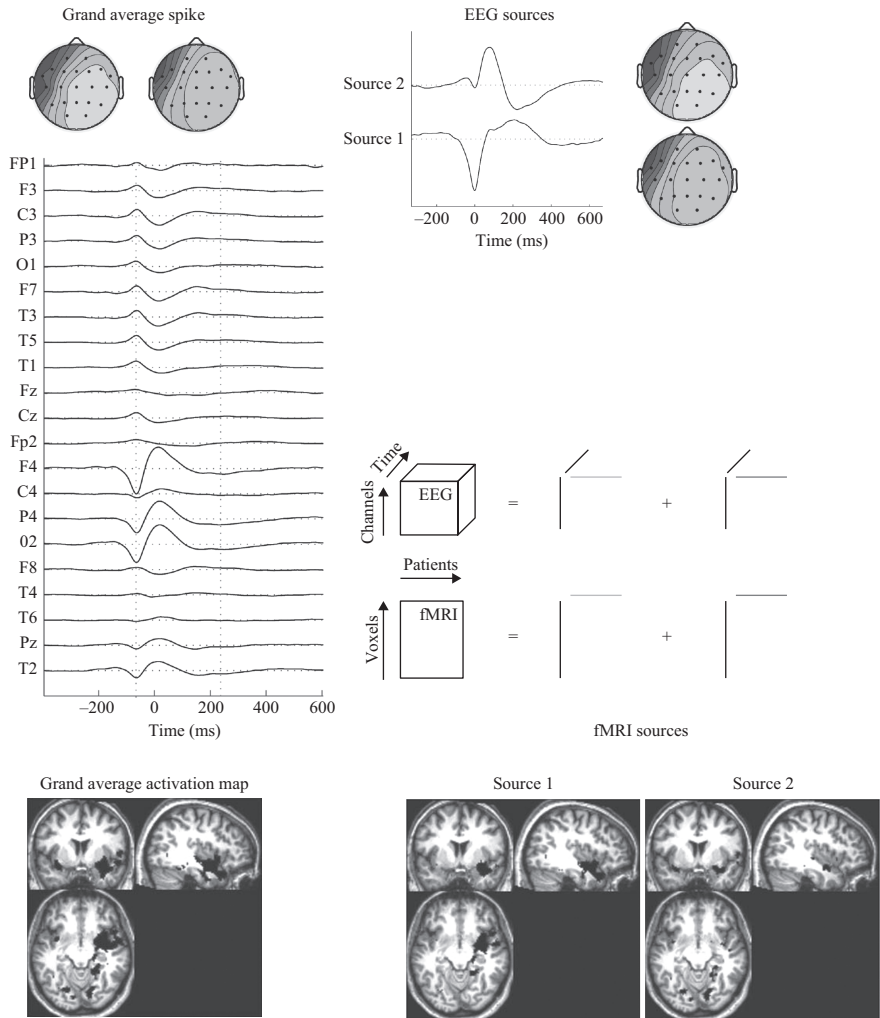 Grand average spike
FP1
F3
C3
P3
O1
F7
T3
T5
T1
Fz
Cz
Fp2
F4
C4
P4
02
F8
T4
T6
Pz
T2
−200 0 200 400 600
Time (ms)
EEG sources
Source 2
Source 1
−200 0 200 400 600
Time (ms)
Time
Channels
EEG
=
+
Patients
Voxels
fMRI
=
+
fMRI sources
Grand average activation map
Source 1
Source 2